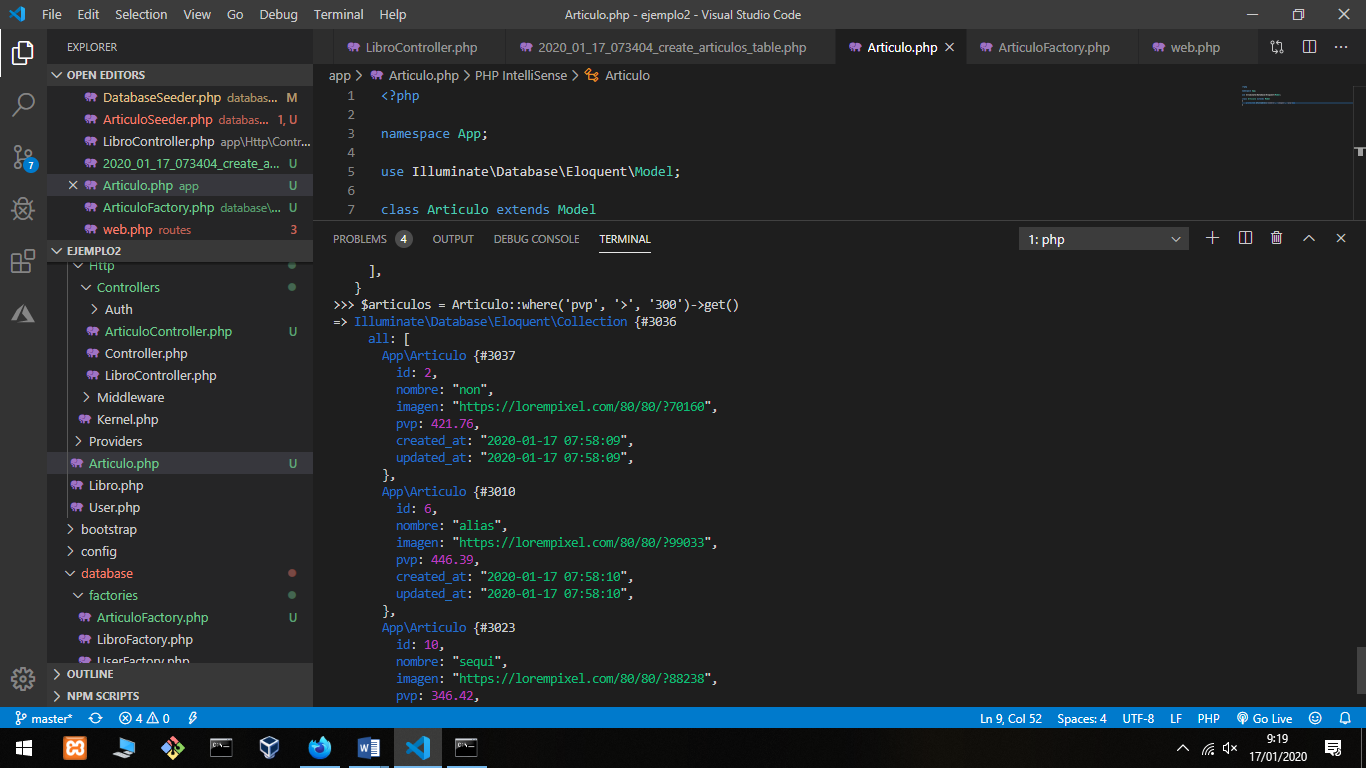 File Edit Selection View Go Debug Terminal Help
Articulo.php - ejemplo2 - Visual Studio Code
EXPLORER
OPEN EDITORS
DatabaseSeeder.php databas... M
ArticuloSeeder.php databas... 1, U
LibroController.php app\Http\Contr...
2020_01_17_073404_create_a... U
Articulo.php app U
ArticuloFactory.php database\... U
web.php routes 3
EJEMPLO2
Http
Controllers
Auth
ArticuloController.php U
Controller.php
LibroController.php
Middleware
Kernel.php
Providers
Articulo.php U
Libro.php
User.php
bootstrap
config
database
factories
ArticuloFactory.php U
LibroFactory.php
UserFactory.php
OUTLINE
NPM SCRIPTS
7
LibroController.php 2020_01_17_073404_create_articulos_table.php Articulo.php ArticuloFactory.php web.php
app > Articulo.php > PHP IntelliSense > Articulo
1 <?php
2
3 namespace App;
4
5 use Illuminate\Database\Eloquent\Model;
6
7 class Articulo extends Model
PROBLEMS 4 OUTPUT DEBUG CONSOLE TERMINAL 1: php
],
}
>>> $articulos = Articulo::where('pvp', '>', '300')->get()
=> Illuminate\Database\Eloquent\Collection {#3036
all: [
App\Articulo {#3037
id: 2,
nombre: "non",
imagen: "https://lorempixel.com/80/80/?70160",
pvp: 421.76,
created_at: "2020-01-17 07:58:09",
updated_at: "2020-01-17 07:58:09",
},
App\Articulo {#3010
id: 6,
nombre: "alias",
imagen: "https://lorempixel.com/80/80/?99033",
pvp: 446.39,
created_at: "2020-01-17 07:58:10",
updated_at: "2020-01-17 07:58:10",
},
App\Articulo {#3023
id: 10,
nombre: "sequi",
imagen: "https://lorempixel.com/80/80/?88238",
pvp: 346.42,
master* 4 0 Ln 9, Col 52 Spaces: 4 UTF-8 LF PHP Go Live
9:19
17/01/2020